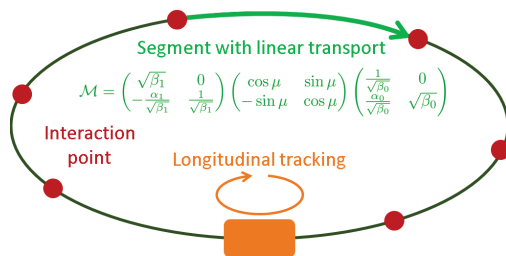 Segment with linear transport
$\mathcal{M} = \begin{pmatrix} \sqrt{\beta_1} & 0 \\ -\frac{\alpha_1}{\sqrt{\beta_1}} & \frac{1}{\sqrt{\beta_1}} \end{pmatrix} \begin{pmatrix} \cos \mu & \sin \mu \\ -\sin \mu & \cos \mu \end{pmatrix} \begin{pmatrix} \frac{1}{\sqrt{\beta_0}} & 0 \\ \frac{\alpha_0}{\sqrt{\beta_0}} & \sqrt{\beta_0} \end{pmatrix}$
Interaction
point
Longitudinal tracking